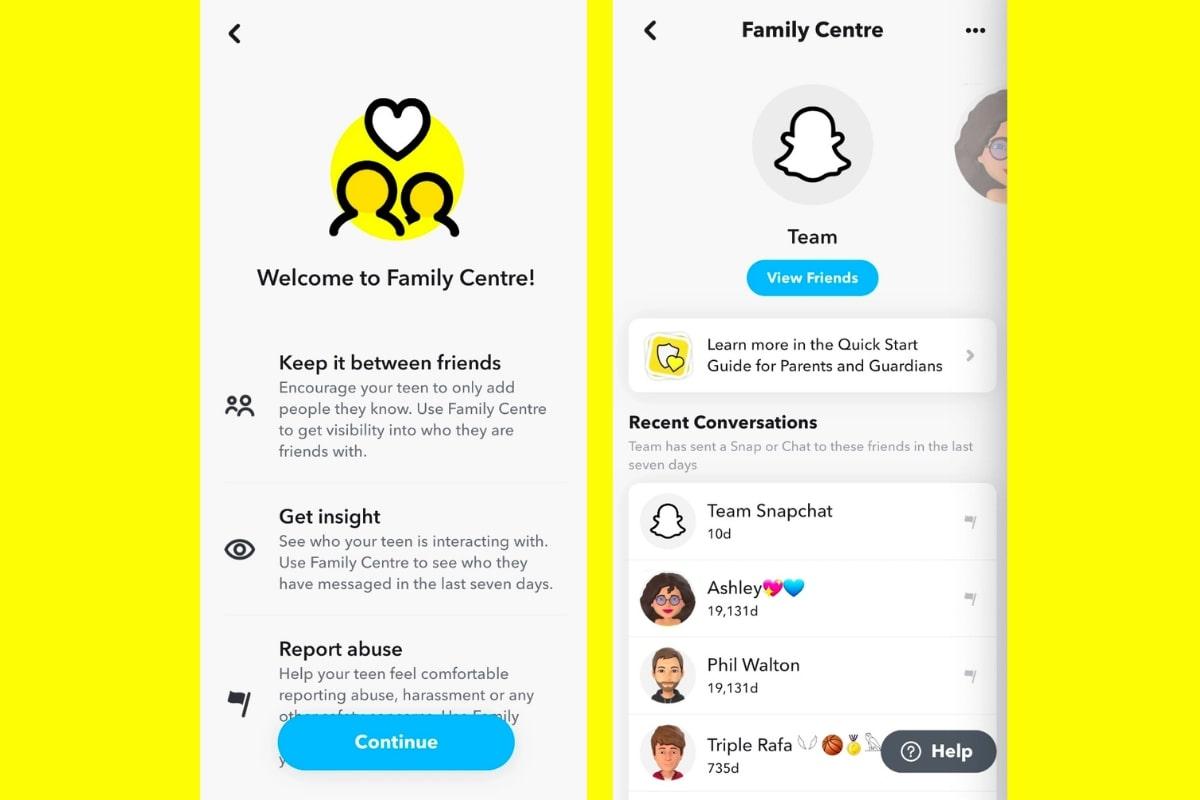 Welcome to Family Centre!
Keep it between friends
Encourage your teen to only add
people they know. Use Family Centre
to get visibility into who they are
friends with.
Get insight
See who your teen is interacting with.
Use Family Centre to see who they
have messaged in the last seven days.
Report abuse
Help your teen feel comfortable
reporting abuse, harassment or any
Continue
Family Centre
Team
View Friends
Learn more in the Quick Start
Guide for Parents and Guardians
Recent Conversations
Team has sent a Snap or Chat to these friends in the last
seven days
Team Snapchat
10d
Ashley💖💙
19,131d
Phil Walton
19,131d
Triple Rafa 🏀🏅
735d
Help